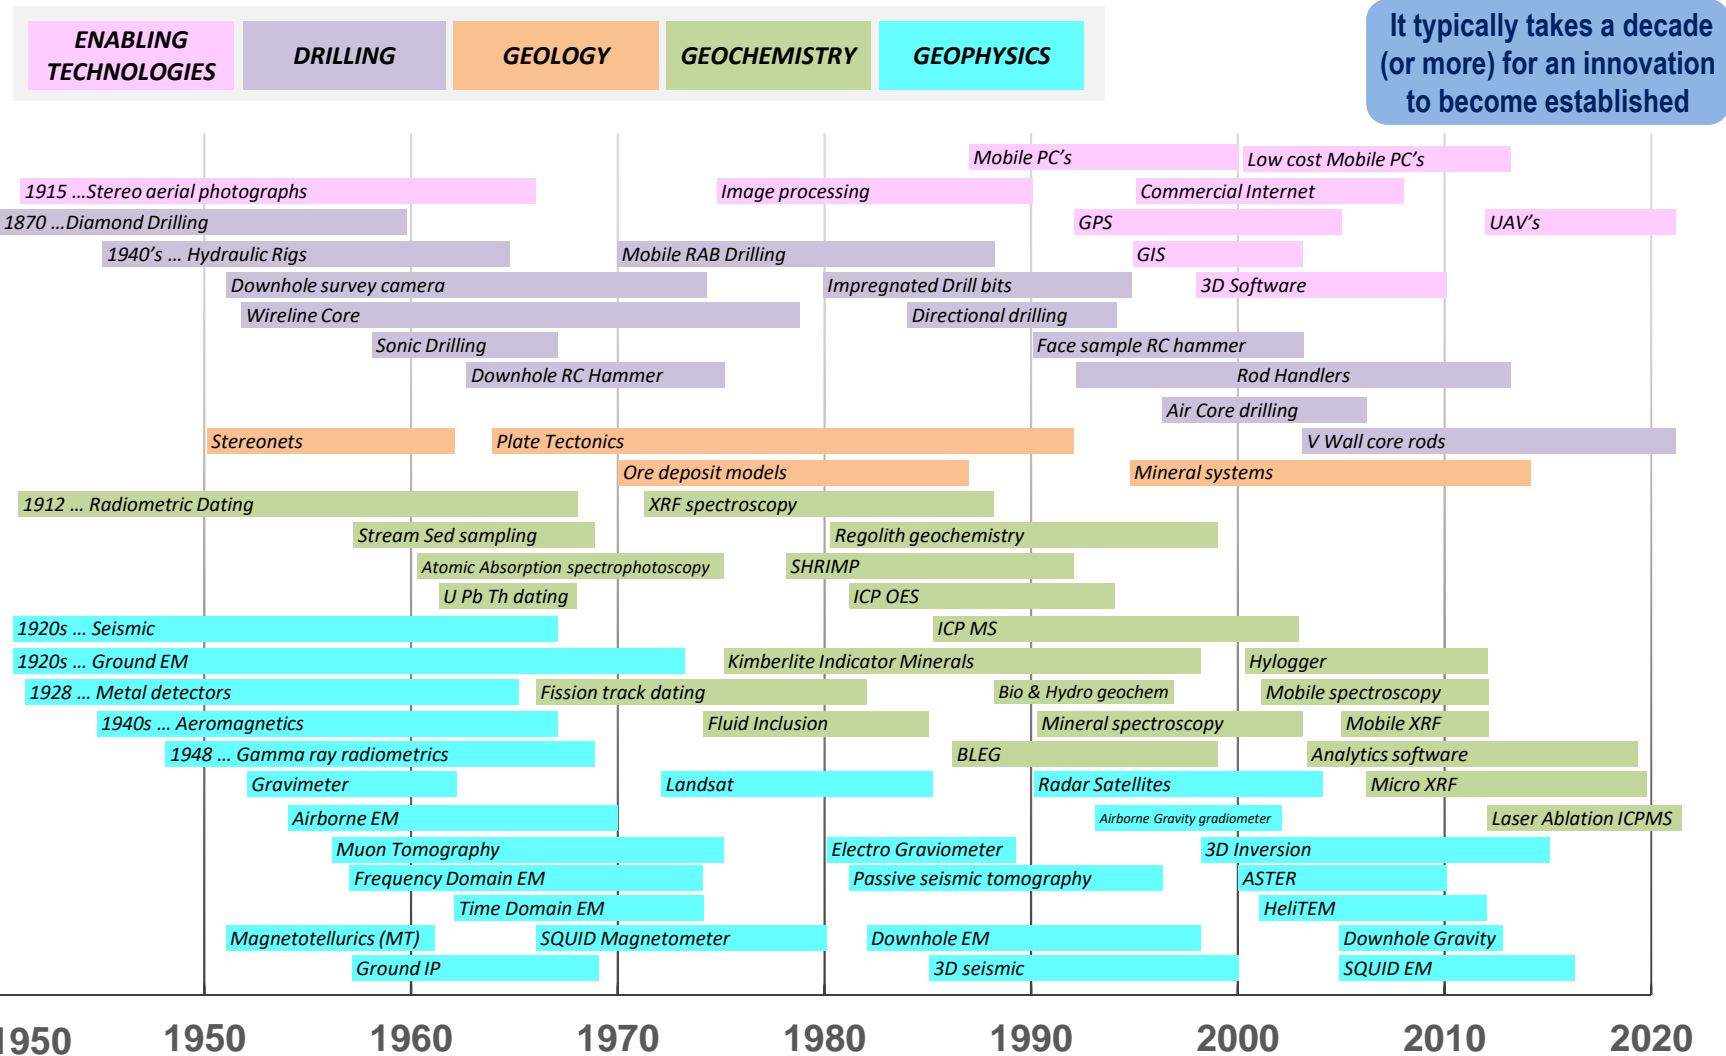 ENABLING
TECHNOLOGIES
DRILLING
GEOLOGY
GEOCHEMISTRY
GEOPHYSICS
It typically takes a decade
(or more) for an innovation
to become established
Mobile PC's
Low cost Mobile PC's
1915 ...Stereo aerial photographs
Image processing
Commercial Internet
1870 ...Diamond Drilling
GPS
UAV's
1940's ... Hydraulic Rigs
Mobile RAB Drilling
GIS
Downhole survey camera
Impregnated Drill bits
3D Software
Wireline Core
Directional drilling
Sonic Drilling
Face sample RC hammer
Downhole RC Hammer
Rod Handlers
Air Core drilling
Stereonets
Plate Tectonics
V Wall core rods
Ore deposit models
Mineral systems
1912 ... Radiometric Dating
XRF spectroscopy
Stream Sed sampling
Regolith geochemistry
Atomic Absorption spectrophotoscopy
SHRIMP
U Pb Th dating
ICP OES
1920s ... Seismic
ICP MS
1920s ... Ground EM
Kimberlite Indicator Minerals
Hylogger
1928 ... Metal detectors
Fission track dating
Bio & Hydro geochem
Mobile spectroscopy
1940s ... Aeromagnetics
Fluid Inclusion
Mineral spectroscopy
Mobile XRF
1948 ... Gamma ray radiometrics
BLEG
Analytics software
Gravimeter
Landsat
Radar Satellites
Micro XRF
Airborne EM
Airborne Gravity gradiometer
Laser Ablation ICPMS
Muon Tomography
Electro Graviometer
3D Inversion
Frequency Domain EM
Passive seismic tomography
ASTER
Time Domain EM
HeliTEM
Magnetotellurics (MT)
SQUID Magnetometer
Downhole EM
Downhole Gravity
Ground IP
3D seismic
SQUID EM
1950
1950
1960
1970
1980
1990
2000
2010
2020